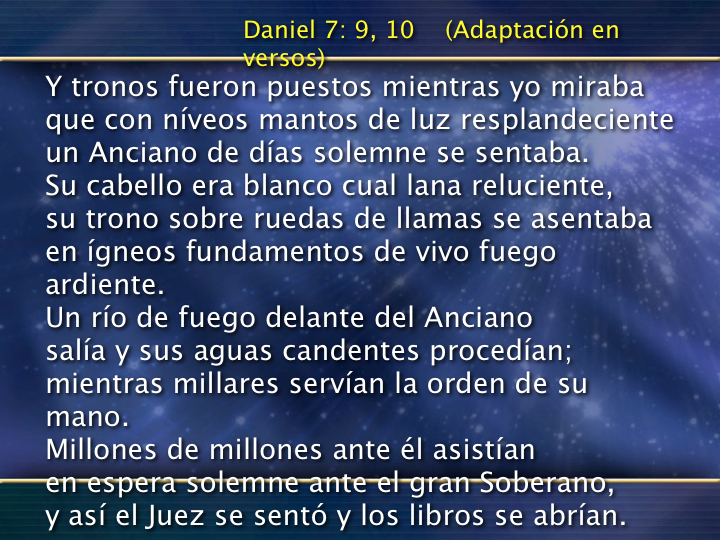 Daniel 7: 9, 10 (Adaptación en
versos)
Y tronos fueron puestos mientras yo miraba
que con níveos mantos de luz resplandeciente
un Anciano de días solemne se sentaba.
Su cabello era blanco cual lana reluciente,
su trono sobre ruedas de llamas se asentaba
en ígneos fundamentos de vivo fuego
ardiente.
Un río de fuego delante del Anciano
salía y sus aguas candentes procedían;
mientras millares servían la orden de su
mano.
Millones de millones ante él asistían
en espera solemne ante el gran Soberano,
y así el Juez se sentó y los libros se abrían.